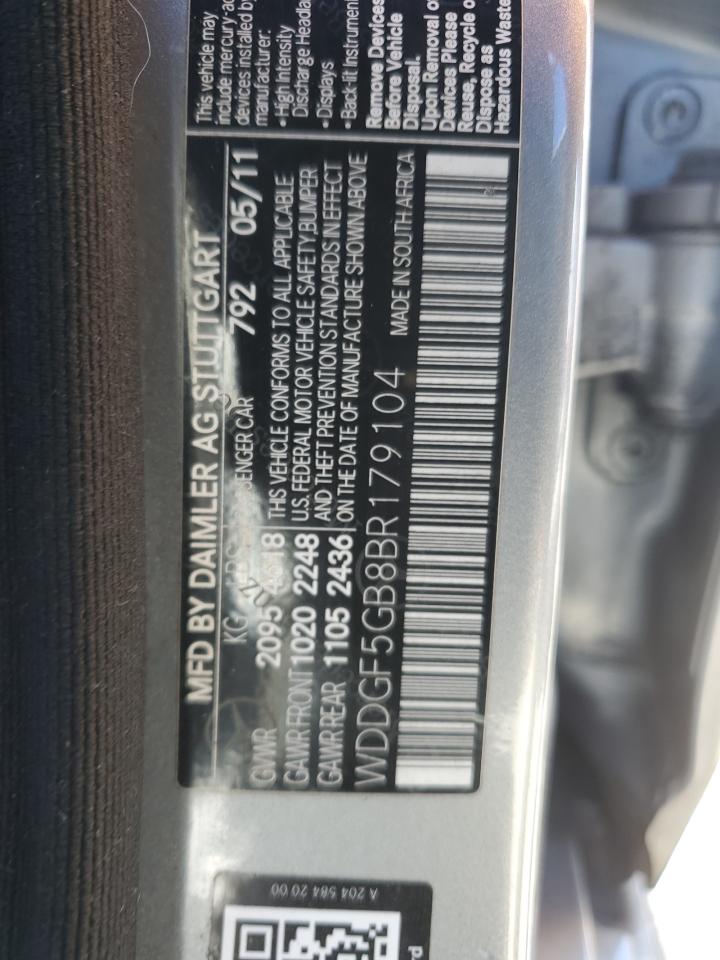 This vehicle may
include mercury-
devices installed by
manufacturer:
• High Intensity
Discharge
• Displays
• Back-lit Instrument
Remove Devices
Before Vehicle
Disposal.
Upon Removal of
Devices Please
Reuse, Recycle or
Dispose as
Hazardous Waste
MFD BY DAIMLER AG STUTTGART
KG CAR 792 05/11
GVWR 2095
GAWR FRONT 1020 2248
GAWR REAR 1105 2436
THIS VEHICLE CONFORMS TO ALL APPLICABLE
U.S. FEDERAL MOTOR VEHICLE SAFETY, BUMPER
AND THEFT PREVENTION STANDARDS IN EFFECT
ON THE DATE OF MANUFACTURE SHOWN ABOVE
WDDGF5GB8BR179104 MADE IN SOUTH AFRICA
A 204 584 20 00